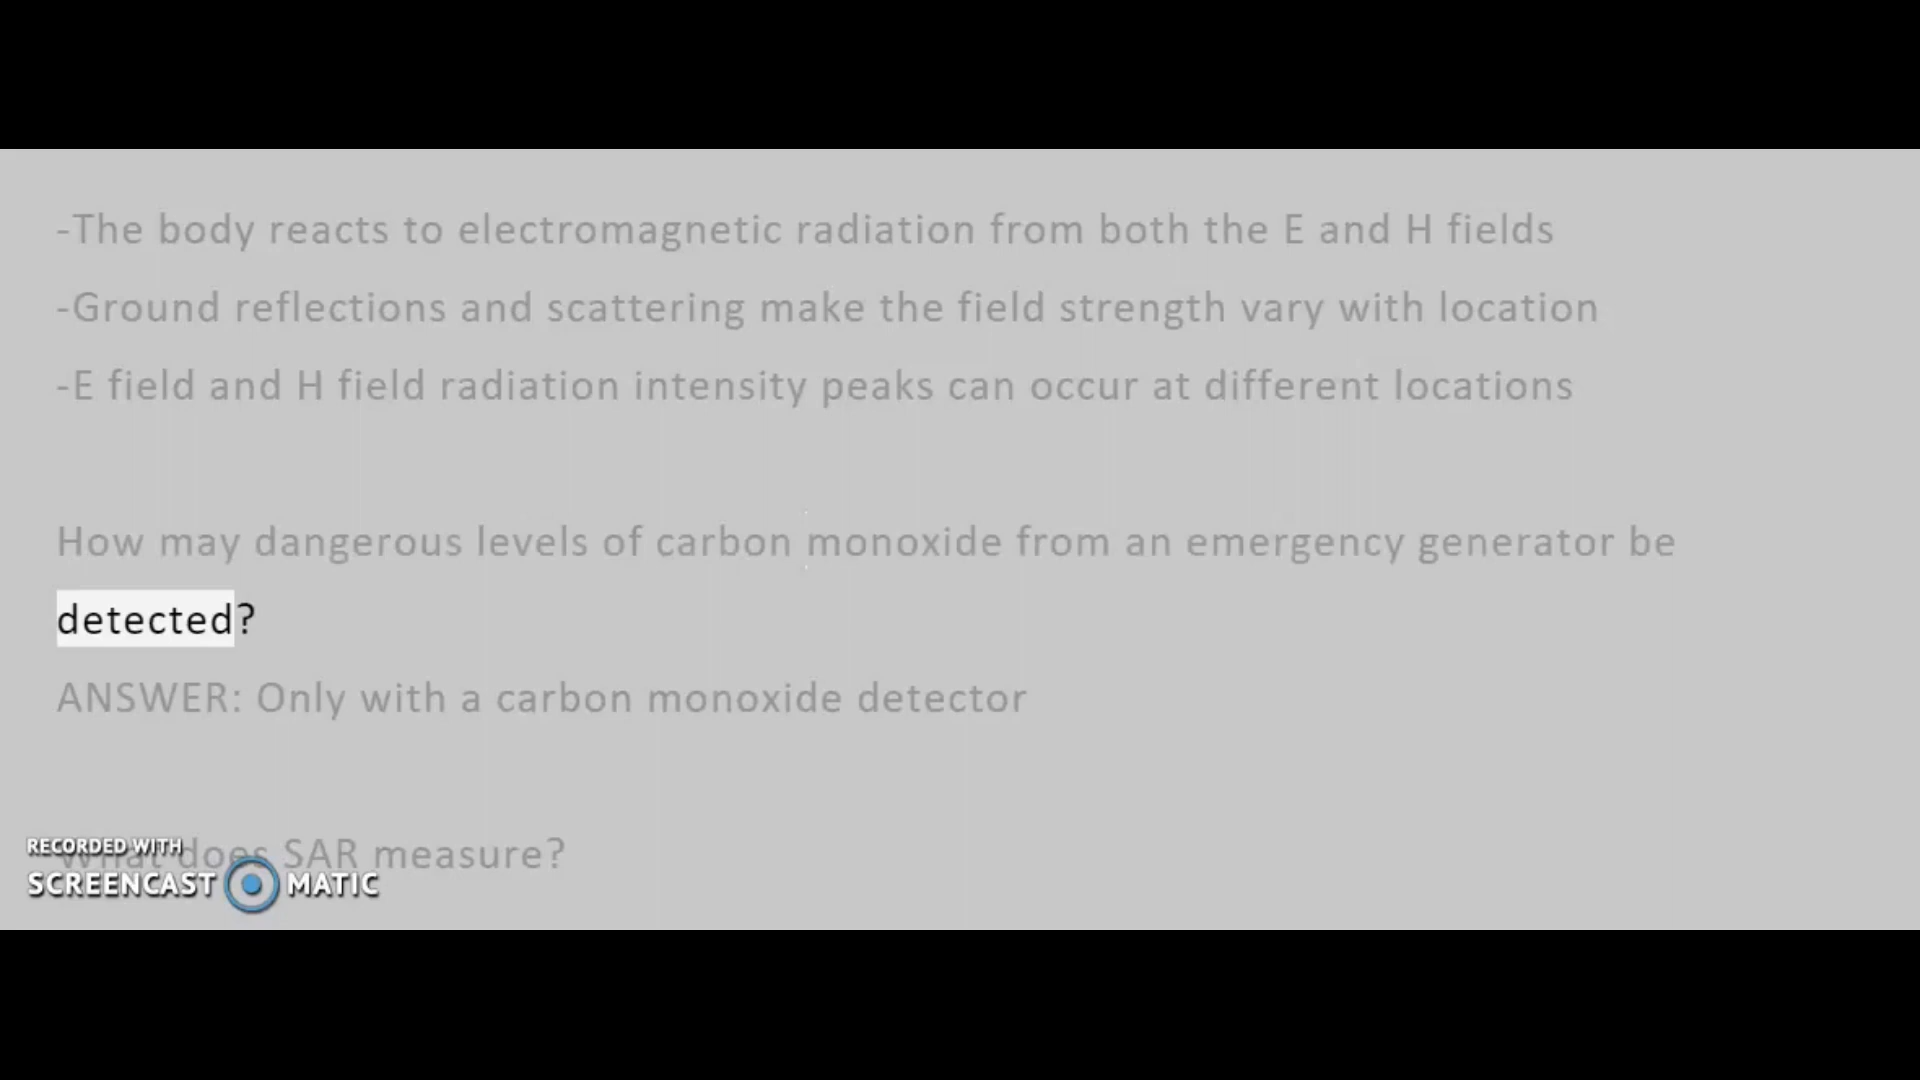 -The body reacts to electromagnetic radiation from both the E and H fields
-Ground reflections and scattering make the field strength vary with location
-E field and H field radiation intensity peaks can occur at different locations
How may dangerous levels of carbon monoxide from an emergency generator be
detected?
ANSWER: Only with a carbon monoxide detector
What does SAR measure?
RECORDED WITH
SCREENCAST MATIC